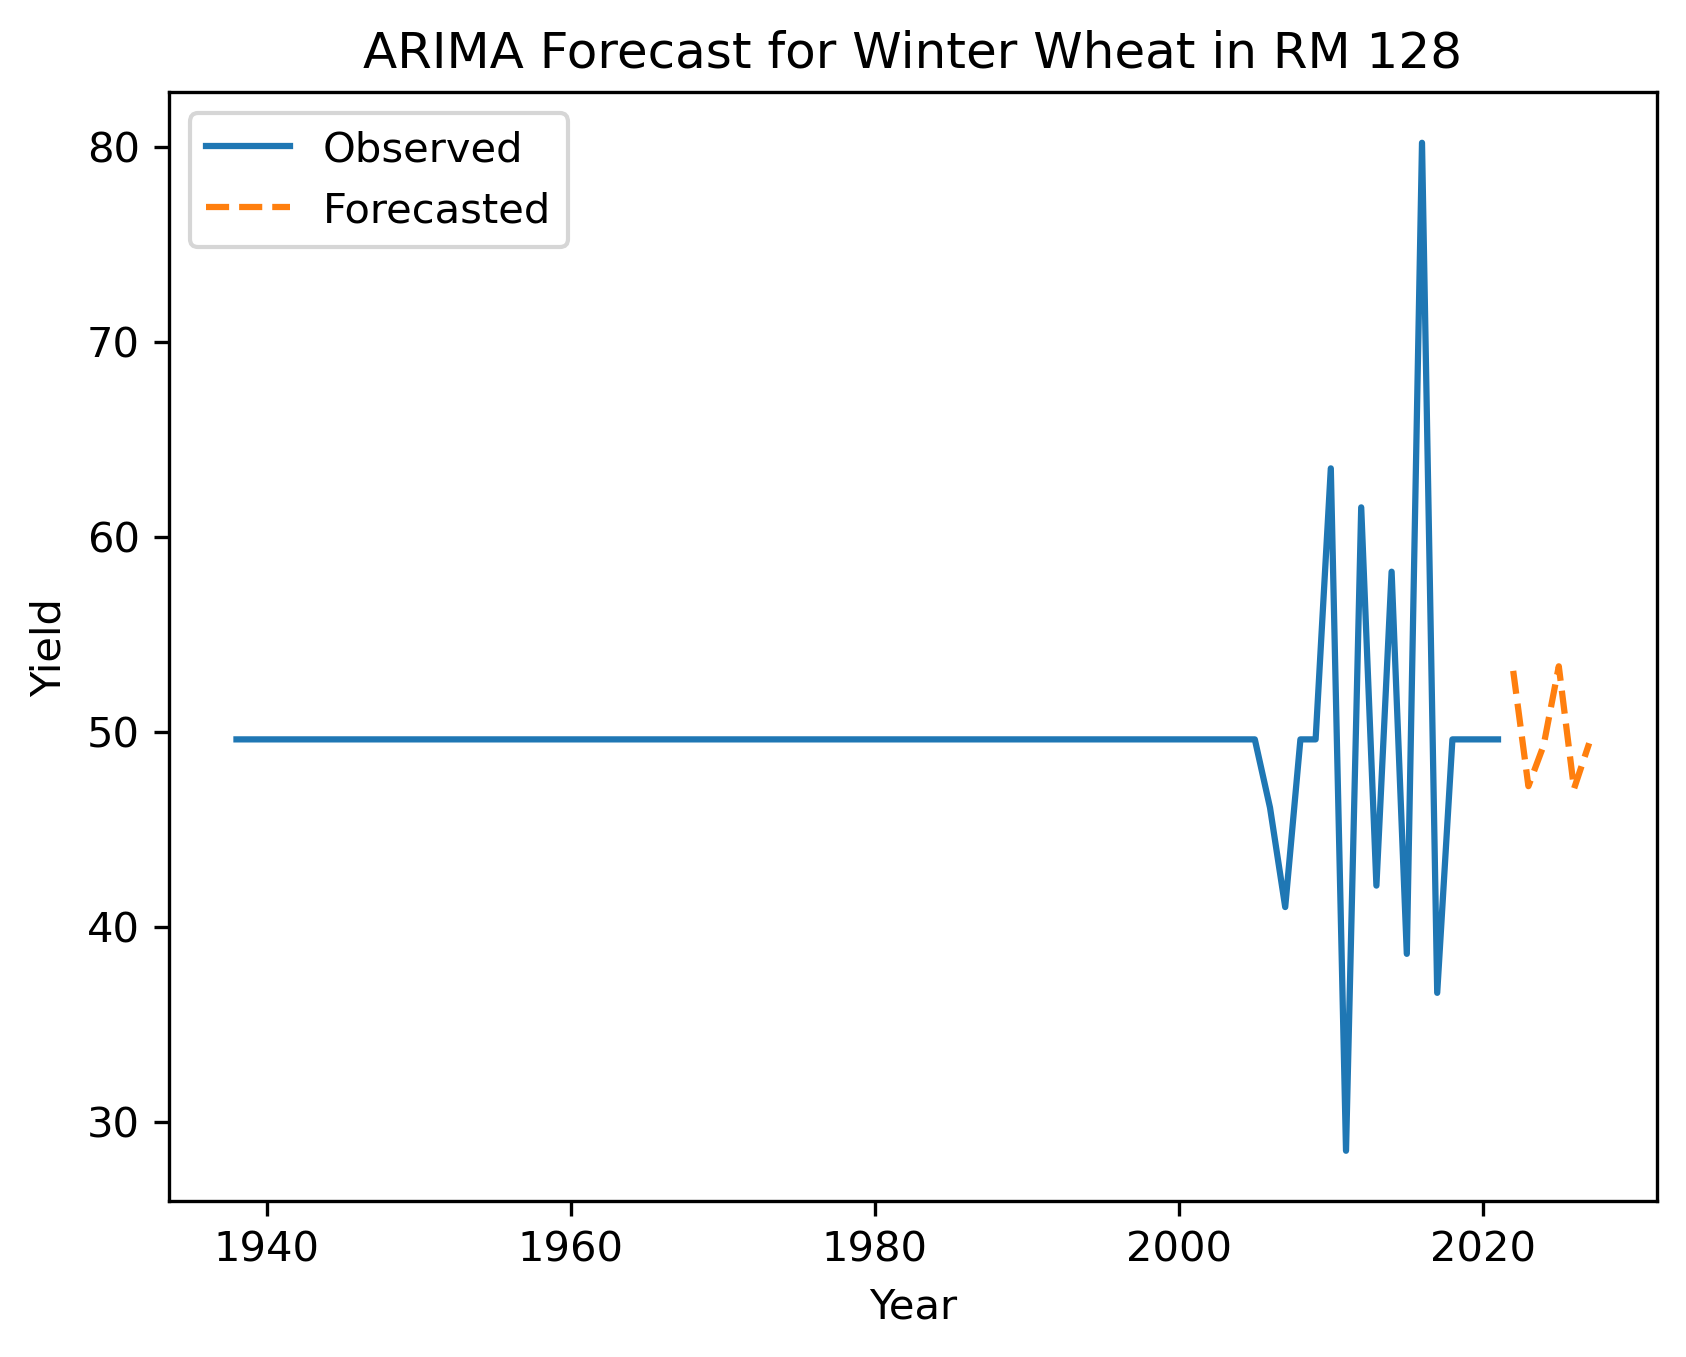 ARIMA Forecast for Winter Wheat in RM 128
Observed
Forecasted
80
70
60
50
40
30
Yield
1940 1960 1980 2000 2020
Year